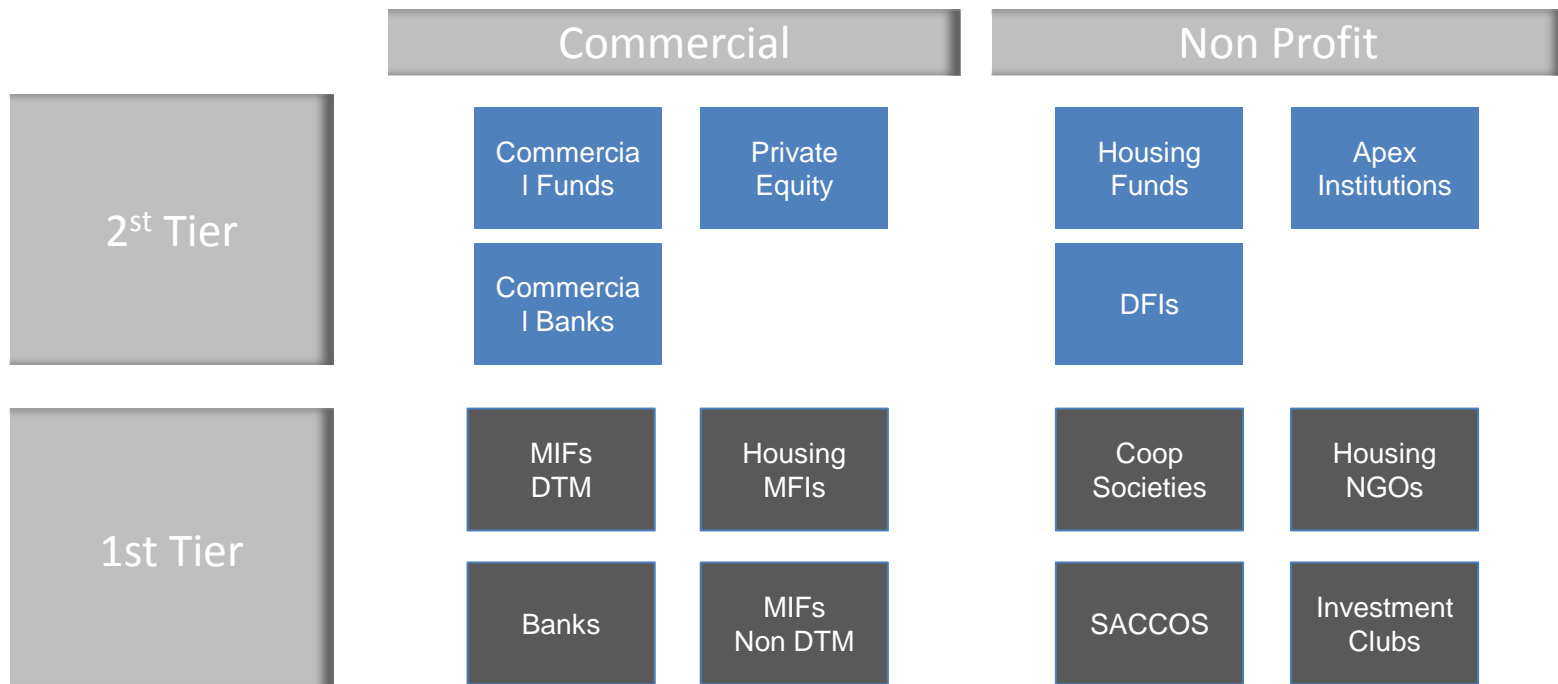 Commercial
Non Profit
2st Tier
Commercia
l Funds
Private
Equity
Housing
Funds
Apex
Institutions
Commercia
l Banks
DFIs
1st Tier
MIFs
DTM
Housing
MFIs
Coop
Societies
Housing
NGOs
Banks
MIFs
Non DTM
SACCOS
Investment
Clubs